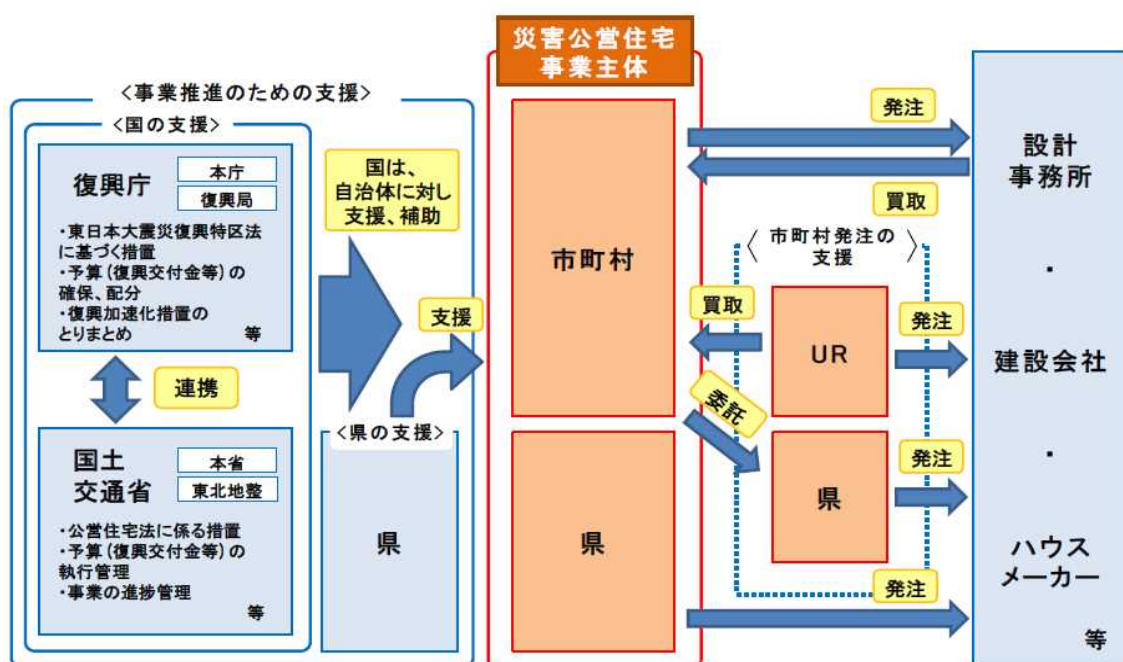 災害公営住宅
事業主体
<事業推進のための支援>
<国の支援>
復興庁
本庁
復興局
・東日本大震災復興特区法
に基づく措置
・予算(復興交付金等)の
確保、配分
・復興加速化措置の
とりまとめ 等
連携
国土
交通省
本省
東北地整
・公営住宅法に係る措置
・予算(復興交付金等)の
執行管理
・事業の進捗管理
等
国は、
自治体に対し
支援、補助
支援
<県の支援>
県
市町村
県
発注
買取
〈市町村発注の
支援〉
買取
UR
発注
委託
県
発注
発注
設計
事務所
・
建設会社
・
ハウス
メーカー
等